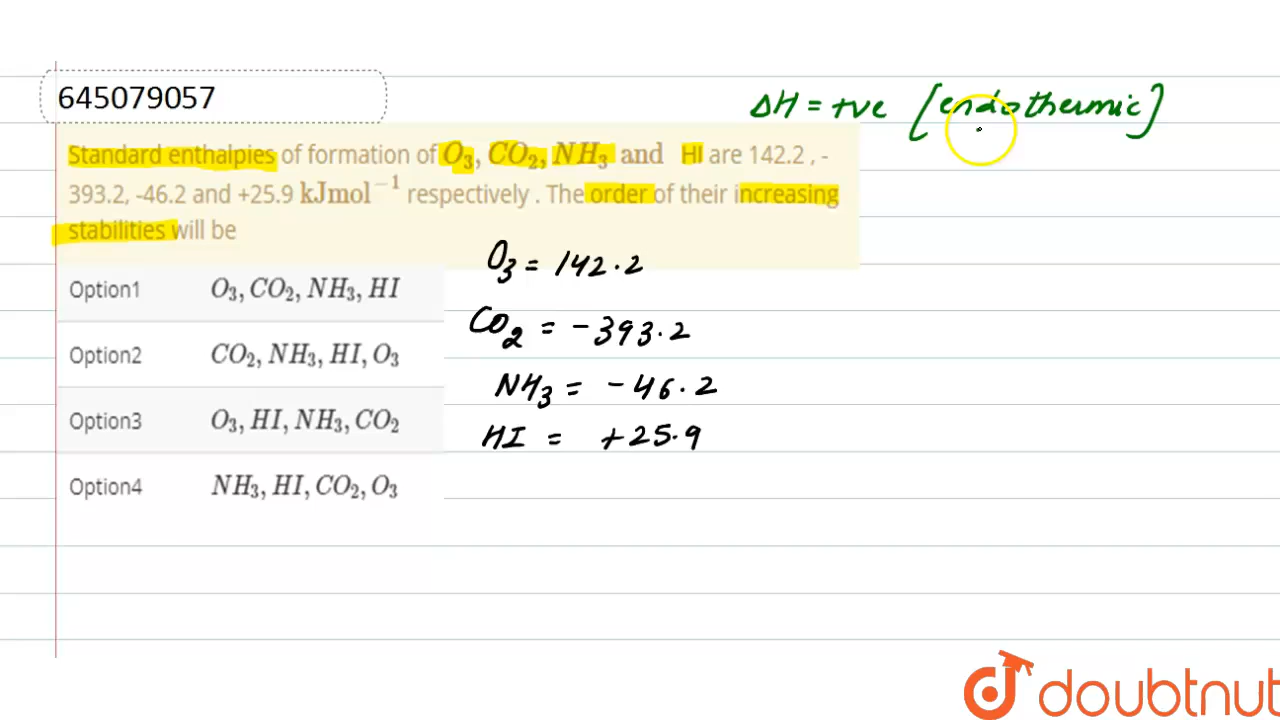 645079057
ΔH = +ve [endothermic]
Standard enthalpies of formation of O₃, CO₂, NH₃ and HI are 142.2 , -
393.2, -46.2 and +25.9 kJmol⁻¹ respectively . The order of their increasing
stabilities will be
O₃ = 142.2
Option1 O₃, CO₂, NH₃, HI
CO₂ = -393.2
Option2 CO₂, NH₃, HI, O₃
NH₃ = -46.2
Option3 O₃, HI, NH₃, CO₂
HI = +25.9
Option4 NH₃, HI, CO₂, O₃
doubtnut